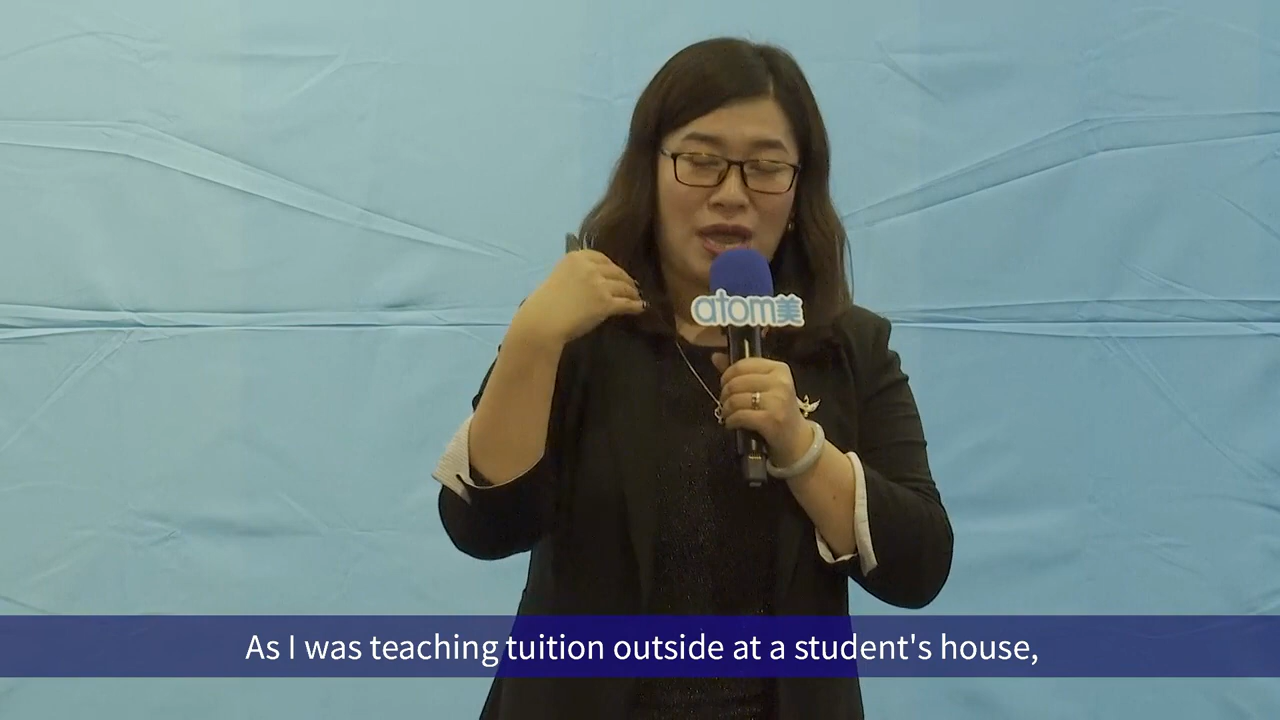 atom美
As I was teaching tuition outside at a student's house,